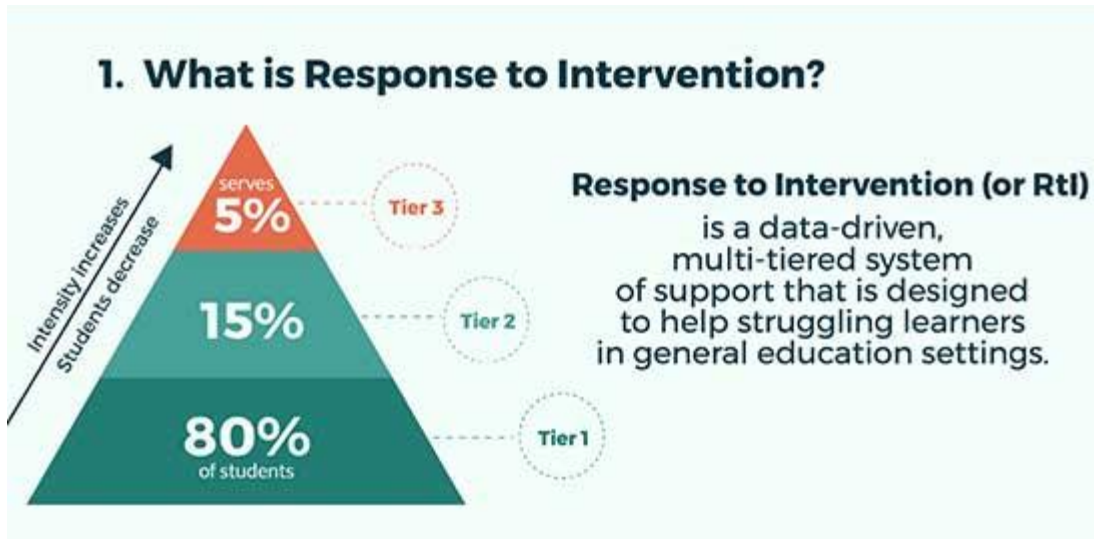 1. What is Response to Intervention?
Intensity increases
Students decrease
serves
5%
Tier 3
15%
Tier 2
80%
of students
Tier 1
Response to Intervention (or RtI)
is a data-driven,
multi-tiered system
of support that is designed
to help struggling learners
in general education settings.